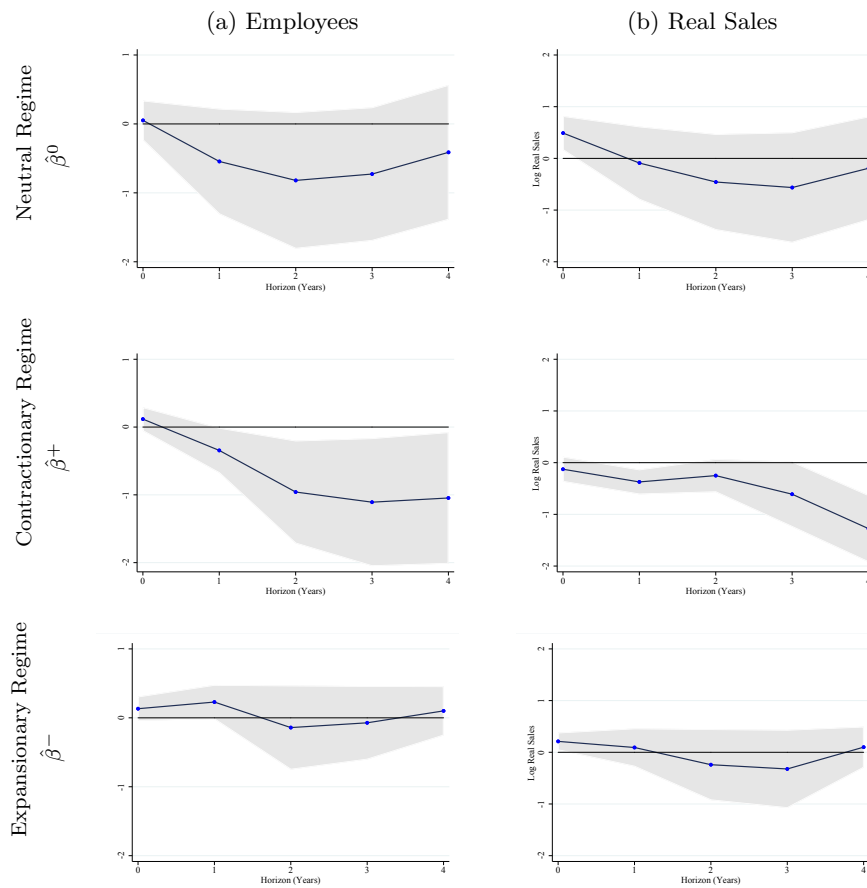 (a) Employees
(b) Real Sales
Neutral Regime
β̂⁰
1
0
-1
-2
0 1 2 3 4
Horizon (Years)
Log Real Sales
2
1
0
-1
-2
0 1 2 3 4
Horizon (Years)
Contractionary Regime
β̂⁺
1
0
-1
-2
0 1 2 3 4
Horizon (Years)
Log Real Sales
2
1
0
-1
-2
0 1 2 3 4
Horizon (Years)
Expansionary Regime
β̂⁻
1
0
-1
-2
0 1 2 3 4
Horizon (Years)
Log Real Sales
2
1
0
-1
-2
0 1 2 3 4
Horizon (Years)